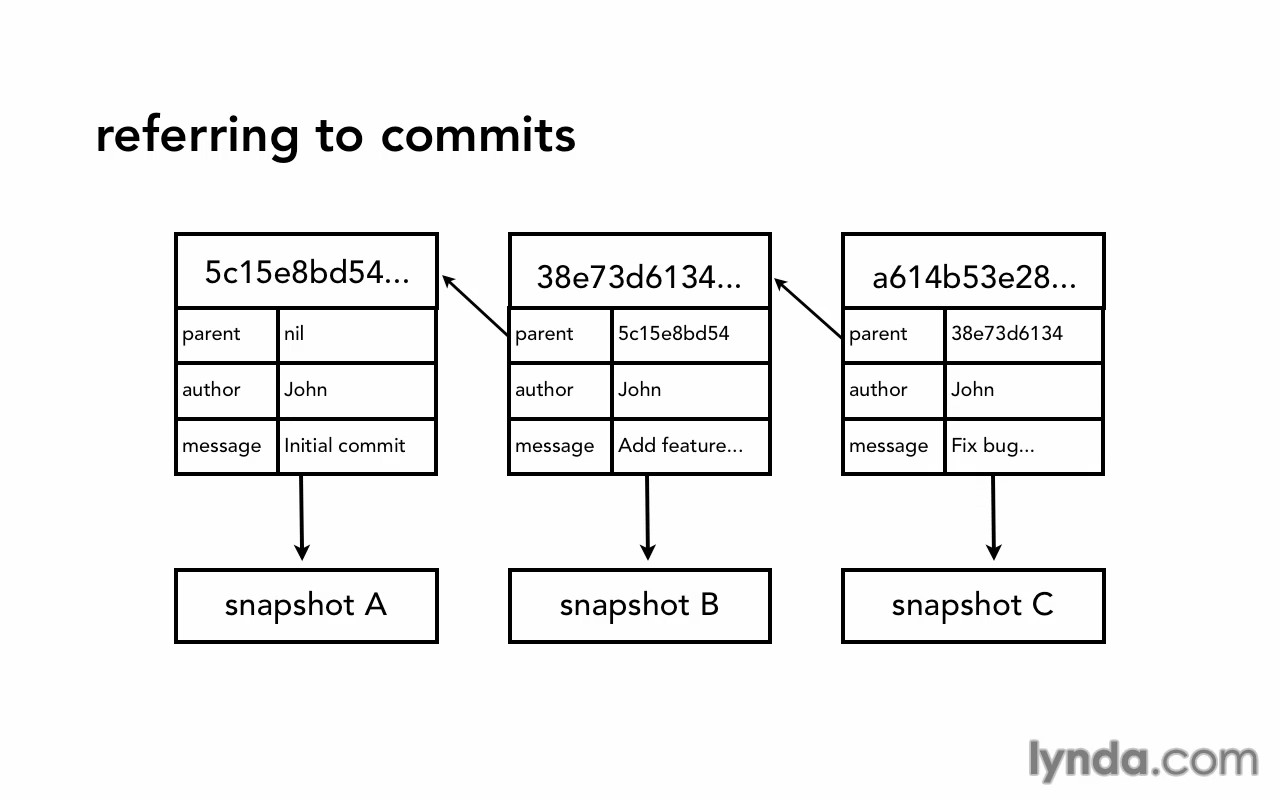 referring to commits
5c15e8bd54...
parent nil
author John
message Initial commit
snapshot A
38e73d6134...
parent 5c15e8bd54
author John
message Add feature...
snapshot B
a614b53e28...
parent 38e73d6134
author John
message Fix bug...
snapshot C
lynda.com